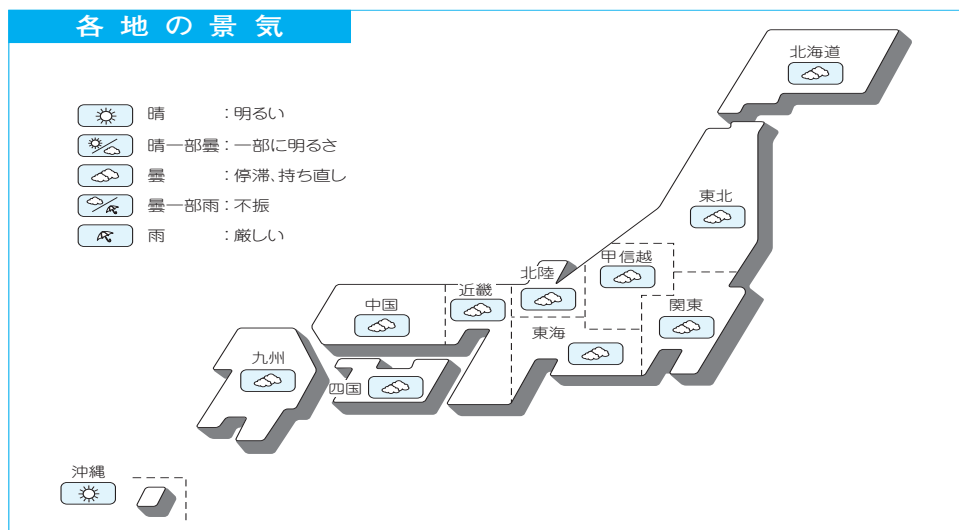 各地の景気
北海道
晴 : 明るい
晴一部曇 : 一部に明るさ
曇 : 停滞、持ち直し
曇一部雨 : 不振
雨 : 厳しい
東北
甲信越
北陸
近畿
中国
関東
東海
九州
四国
沖縄